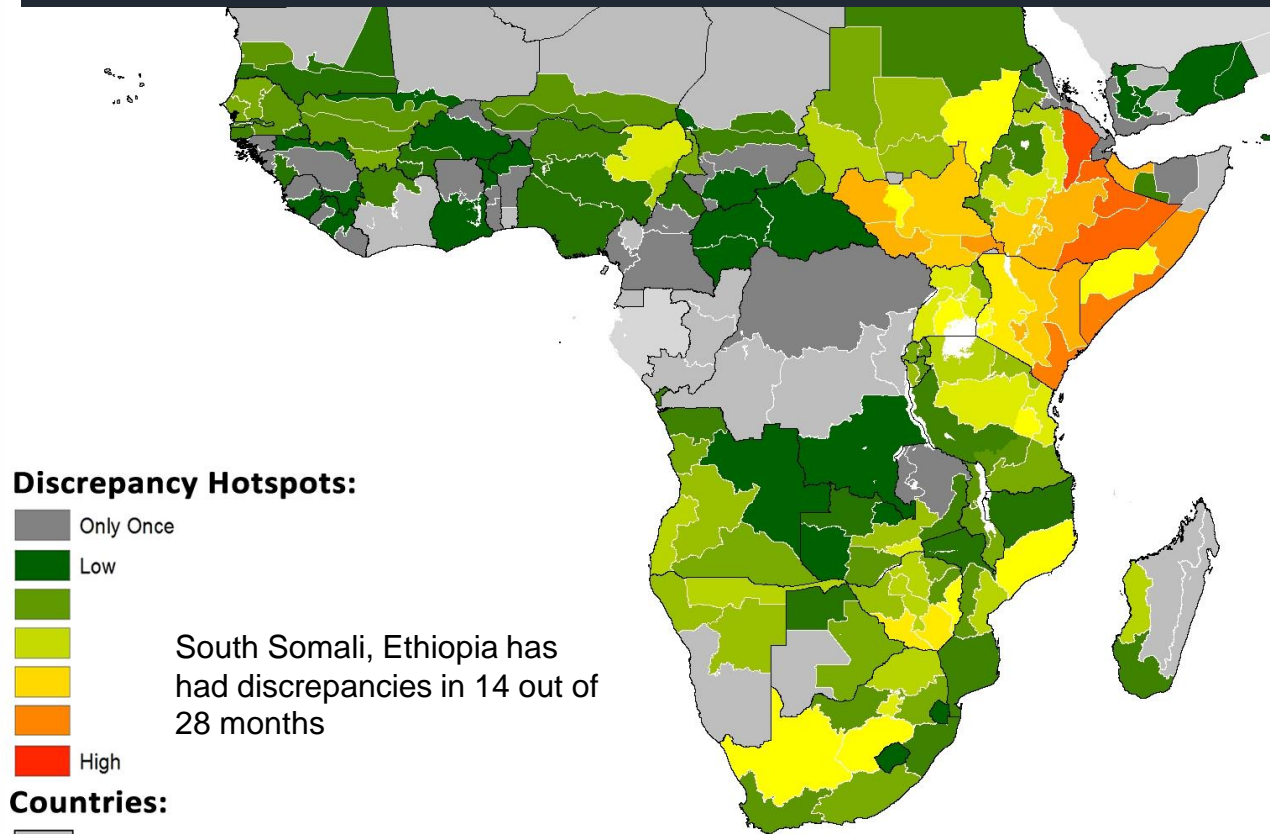 Discrepancy Hotspots:
Only Once
Low
South Somali, Ethiopia has
had discrepancies in 14 out of
28 months
High
Countries: